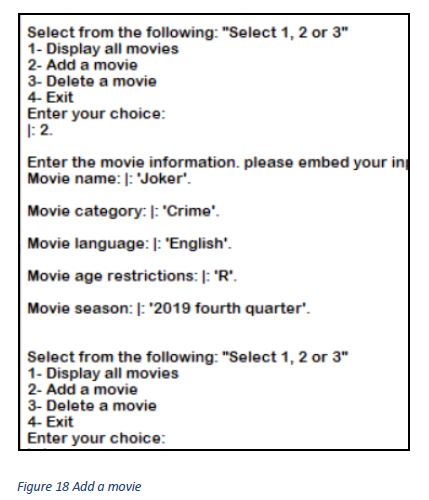 Select from the following: "Select 1, 2 or 3"
1- Display all movies
2- Add a movie
3- Delete a movie
4- Exit
Enter your choice:
|: 2.
Enter the movie information. please embed your
Movie name: |: 'Joker'.
Movie category: |: 'Crime'.
Movie language: |: 'English'.
Movie age restrictions: |: 'R'.
Movie season: |: '2019 fourth quarter'.
Select from the following: "Select 1, 2 or 3"
1- Display all movies
2- Add a movie
3- Delete a movie
4- Exit
Enter your choice:
Figure 18 Add a movie